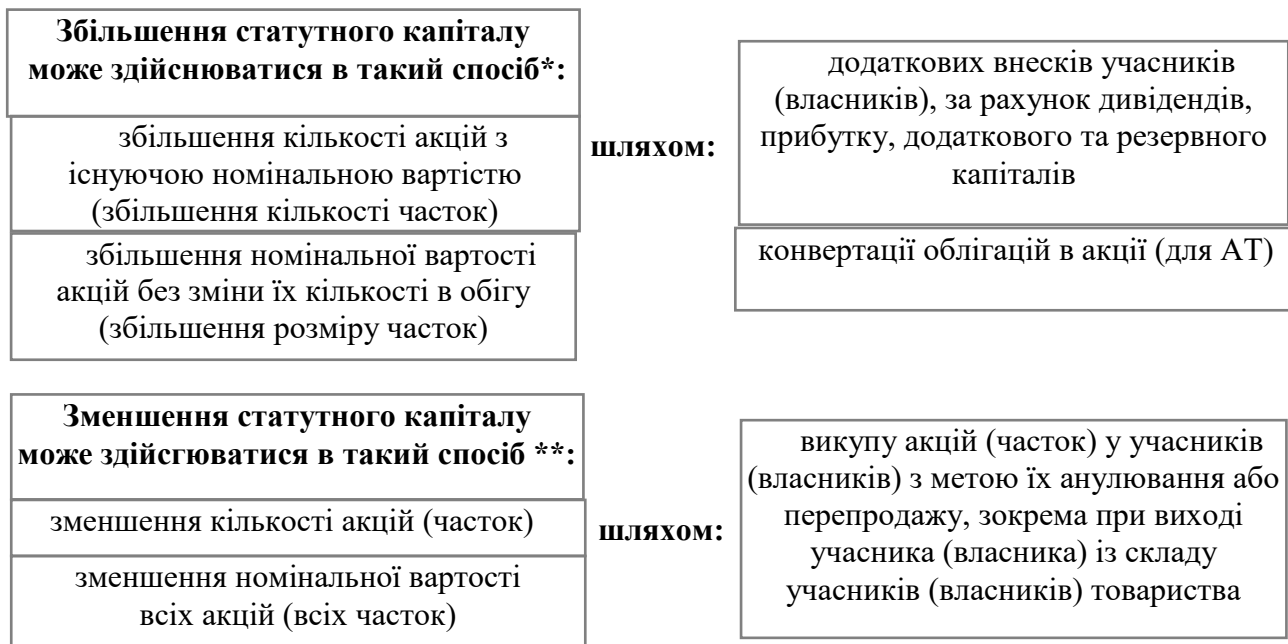 Збільшення статутного капіталу
може здійснюватися в такий спосіб*:
збільшення кількості акцій з
існуючою номінальною вартістю
(збільшення кількості часток)
збільшення номінальної вартості
акцій без зміни їх кількості в обігу
(збільшення розміру часток)
шляхом:
додаткових внесків учасників
(власників), за рахунок дивідендів,
прибутку, додаткового та резервного
капіталів
конвертації облігацій в акції (для АТ)
Зменшення статутного капіталу
може здійсгюватися в такий спосіб **:
зменшення кількості акцій (часток)
зменшення номінальної вартості
всіх акцій (всіх часток)
шляхом:
викупу акцій (часток) у учасників
(власників) з метою їх анулювання або
перепродажу, зокрема при виході
учасника (власника) із складу
учасників (власників) товариства